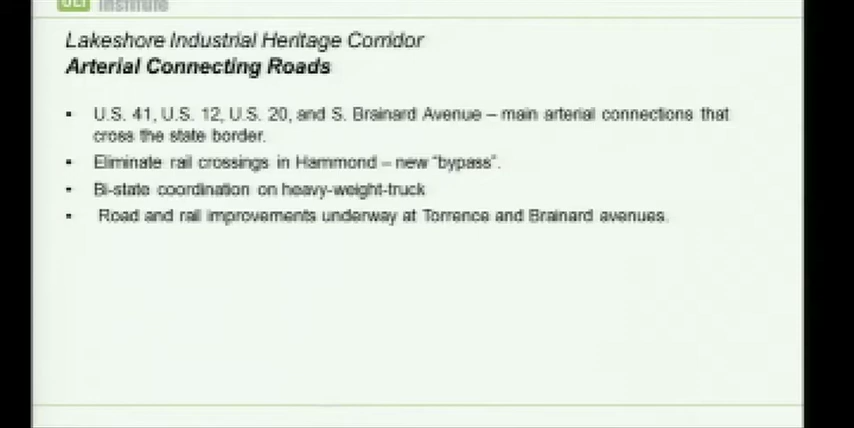 ULI Institute
Lakeshore Industrial Heritage Corridor
Arterial Connecting Roads
• U.S. 41, U.S. 12, U.S. 20, and S. Brainard Avenue – main arterial connections that
cross the state border.
• Eliminate rail crossings in Hammond – new "bypass".
• Bi-state coordination on heavy-weight-truck
• Road and rail improvements underway at Torrence and Brainard avenues.